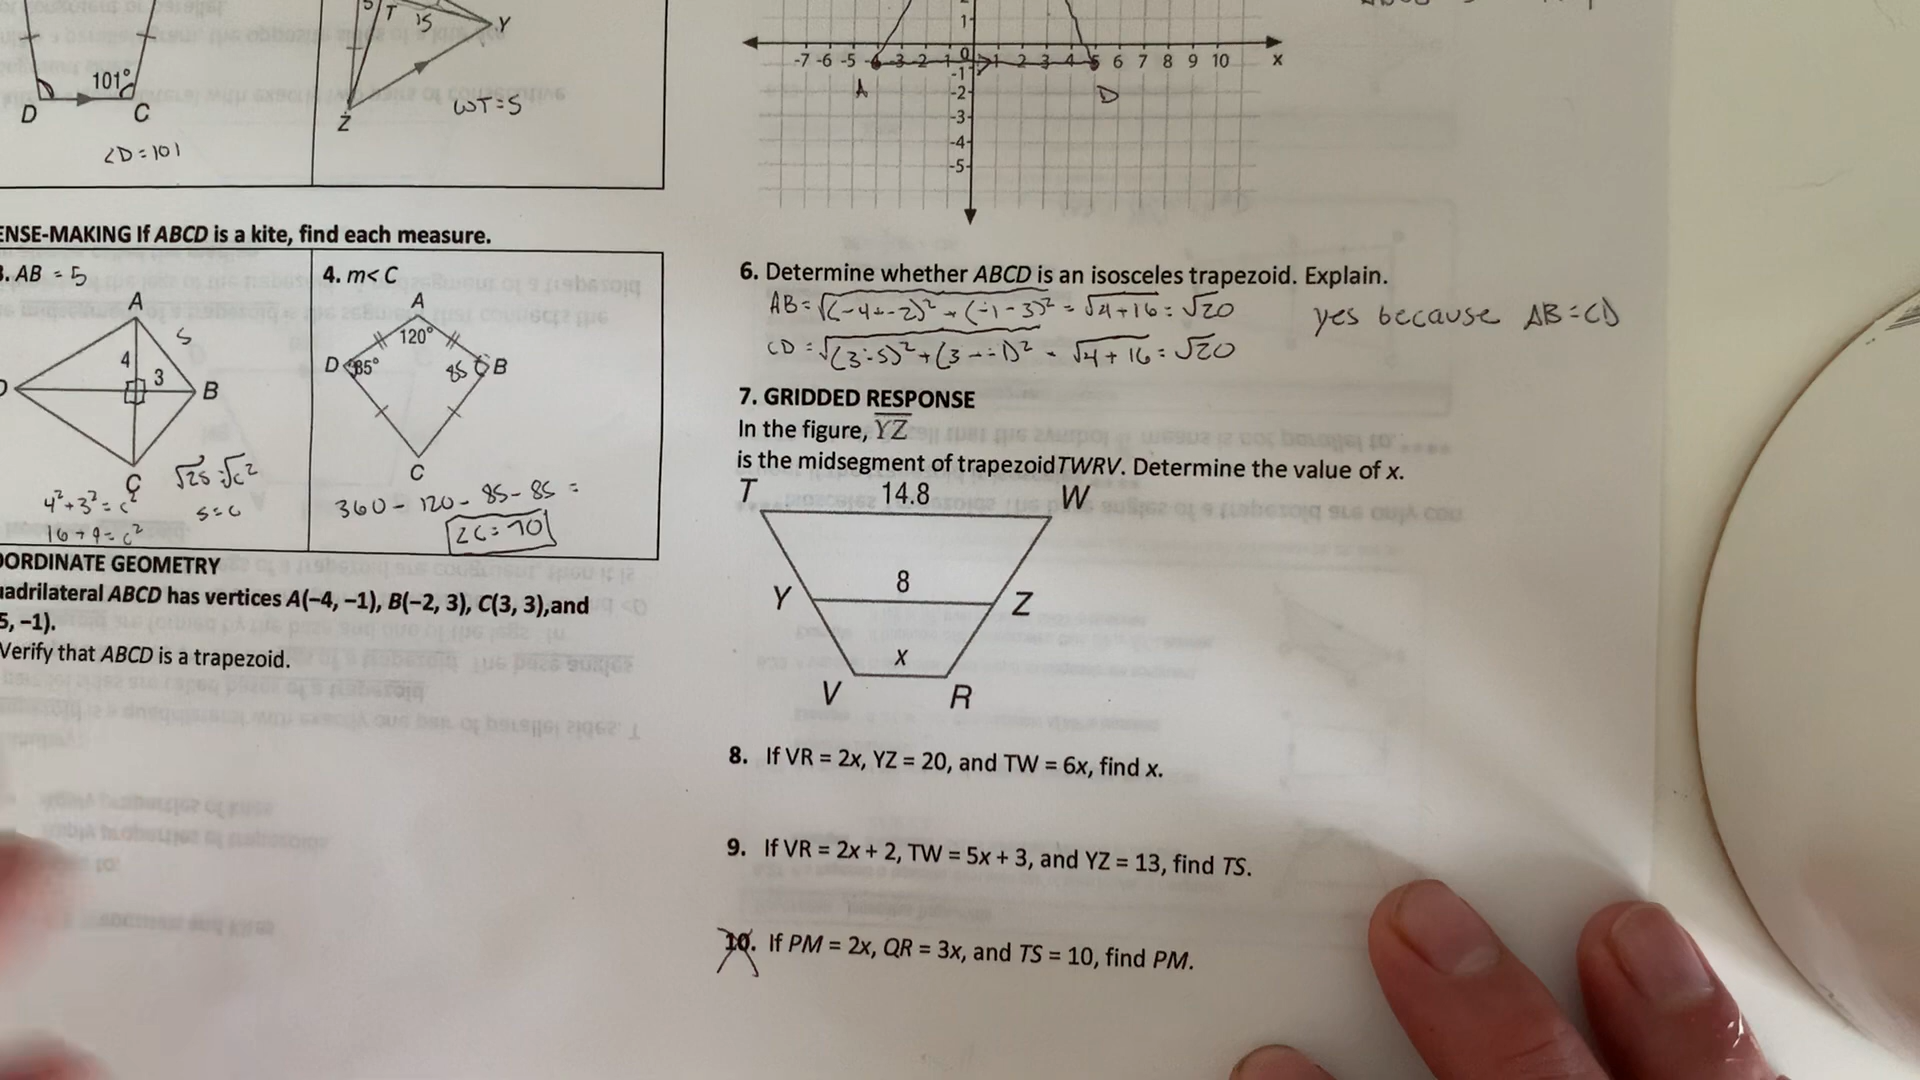 5 T 15 Y
101°
D C
Z
WT=5
∠D=101
1
-7 -6 -5 -3 -2 -1 0 1 2 3 4 5 6 7 8 9 10 x
-1
A -2 D
-3
-4
-5
ENSE-MAKING If ABCD is a kite, find each measure.
. AB = 5
A
5
4
3
B
C
√25 = √c²
4²+3²=c²
5=c
16+9=c²
4. m< C
A
120°
D 85° 85 B
C
360-120-85-85=
∠C=70
OORDINATE GEOMETRY
uadrilateral ABCD has vertices A(−4, −1), B(−2, 3), C(3, 3),and
5, −1).
Verify that ABCD is a trapezoid.
6. Determine whether ABCD is an isosceles trapezoid. Explain.
AB=√(-4+-2)²+(-1-3)²=√4+16=√20 yes because AB=CD
CD=√(3-5)²+(3--1)²=√4+16=√20
7. GRIDDED RESPONSE
In the figure, YZ
is the midsegment of trapezoid TWRV. Determine the value of x.
T 14.8 W
8
Y Z
x
V R
8. If VR = 2x, YZ = 20, and TW = 6x, find x.
9. If VR = 2x + 2, TW = 5x + 3, and YZ = 13, find TS.
10. If PM = 2x, QR = 3x, and TS = 10, find PM.